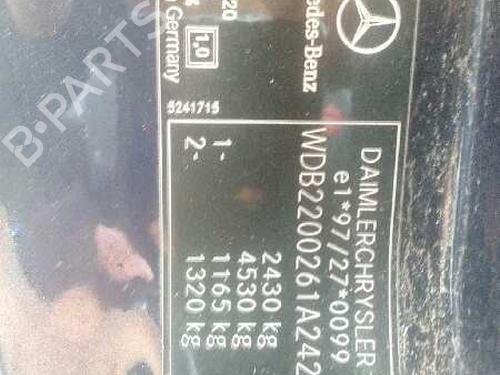 DAIMLERCHRYSLER
e1*97/27*0099
WDB2200261A242
2430 kg
4530 kg
1- 1165 kg
2- 1320 kg
5241715
Mercedes-Benz
1.0
Germany
20
B-PARTS